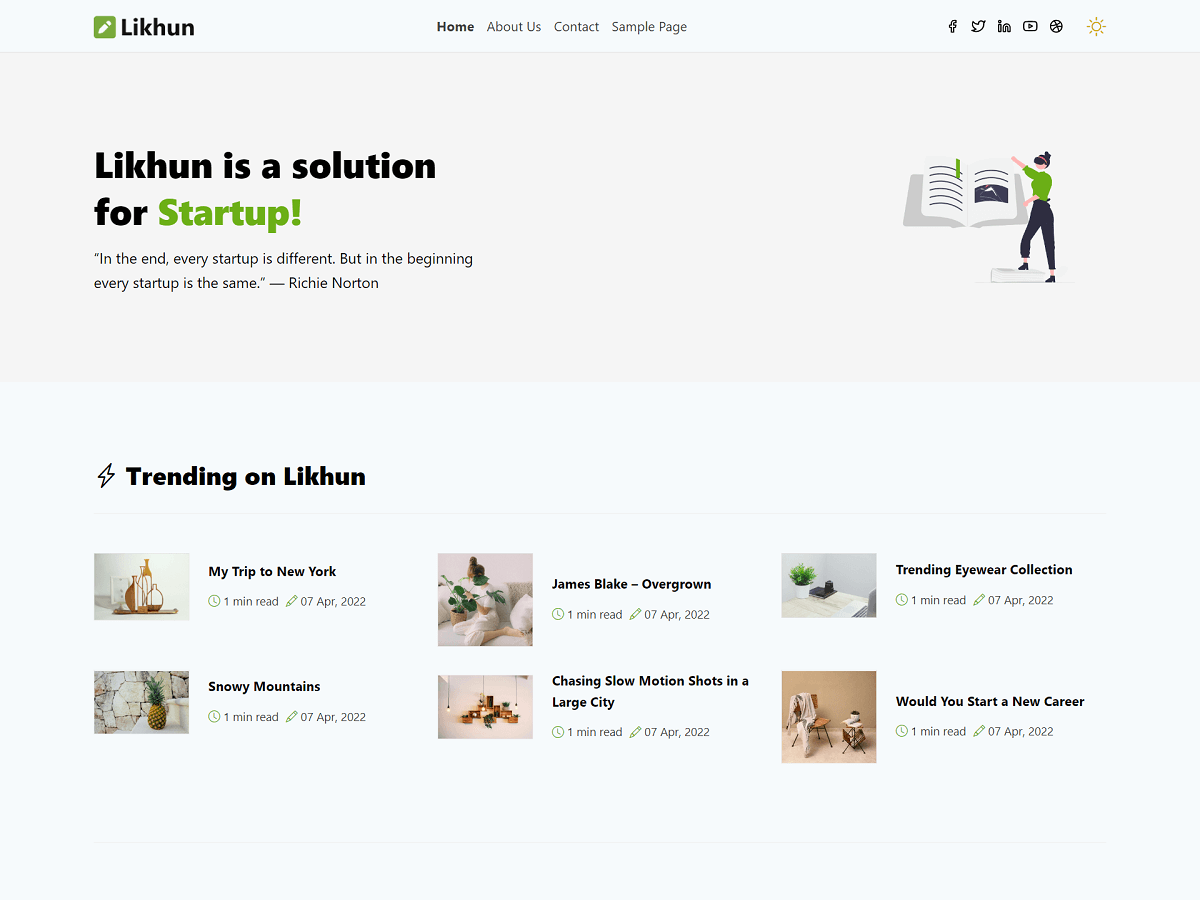 Likhun
Home About Us Contact Sample Page
Likhun is a solution
for Startup!
“In the end, every startup is different. But in the beginning
every startup is the same.” — Richie Norton
Trending on Likhun
My Trip to New York
1 min read 07 Apr, 2022
James Blake – Overgrown
1 min read 07 Apr, 2022
Trending Eyewear Collection
1 min read 07 Apr, 2022
Snowy Mountains
1 min read 07 Apr, 2022
Chasing Slow Motion Shots in a
Large City
1 min read 07 Apr, 2022
Would You Start a New Career
1 min read 07 Apr, 2022